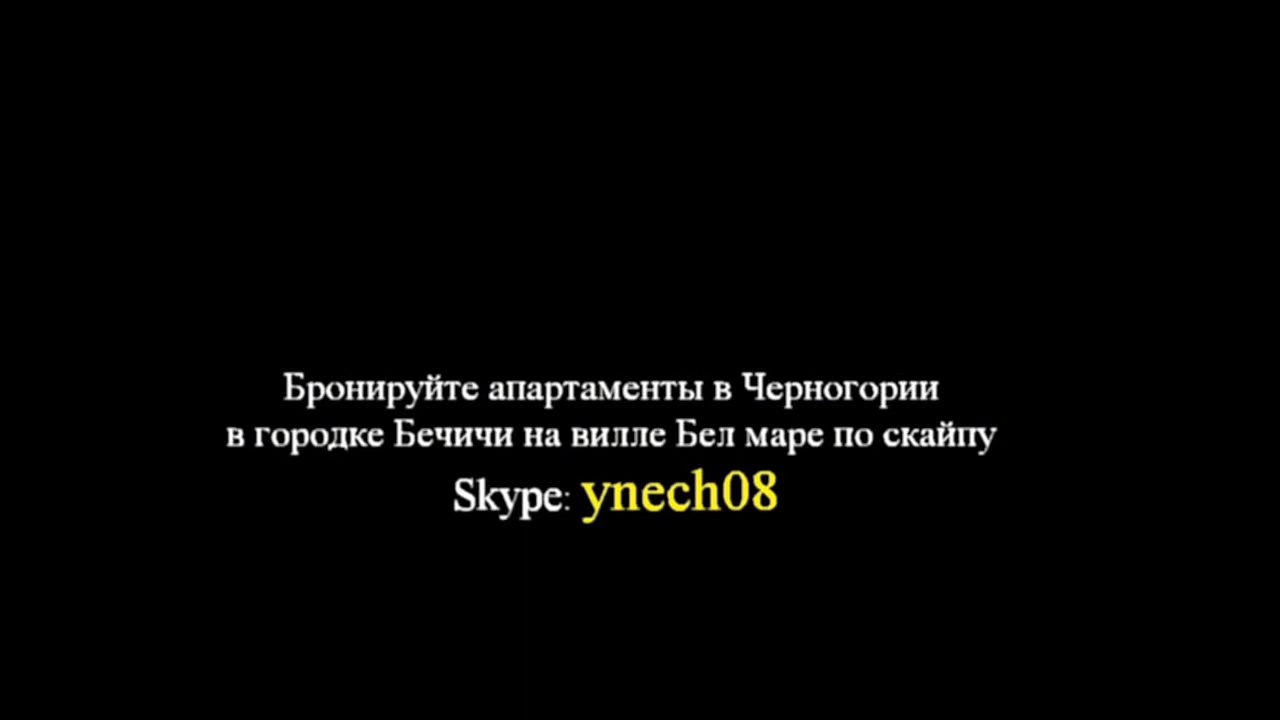 Бронируйте апартаменты в Черногории
в городке Бечичи на вилле Бел маре по скайпу
Skype: ynech08